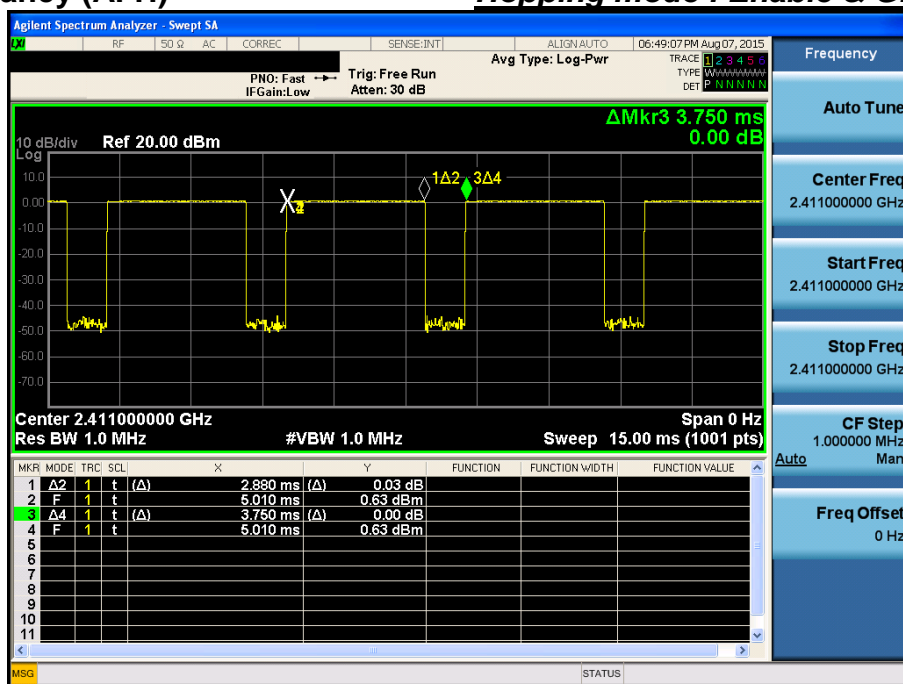 Hopping mode : Enable &
Agilent Spectrum Analyzer - Swept SA
LXI RF 50 Ω AC CORREC SENSE:INT ALIGN AUTO 06:49:07 PM Aug 07, 2015
Avg Type: Log-Pwr
TRACE 1 2 3 4 5 6
TYPE W
DET P N N N N N
PNO: Fast
IFGain:Low
Trig: Free Run
Atten: 30 dB
ΔMkr3 3.750 ms
0.00 dB
10 dB/div Ref 20.00 dBm
Log
10.0
0.00
-10.0
-20.0
-30.0
-40.0
-50.0
-60.0
-70.0
1Δ2 3Δ4
X
Center 2.411000000 GHz Span 0 Hz
Res BW 1.0 MHz #VBW 1.0 MHz Sweep 15.00 ms (1001 pts)
MKR MODE TRC SCL X Y FUNCTION FUNCTION WIDTH FUNCTION VALUE
1 Δ2 1 t (Δ) 2.880 ms (Δ) 0.03 dB
2 F 1 t 5.010 ms 0.63 dBm
3 Δ4 1 t (Δ) 3.750 ms (Δ) 0.00 dB
4 F 1 t 5.010 ms 0.63 dBm
5
6
7
8
9
10
11
MSG STATUS
Frequency
Auto Tune
Center Freq
2.411000000 GHz
Start Freq
2.411000000 GHz
Stop Freq
2.411000000 GHz
CF Step
1.000000 MHz
Auto Man
Freq Offset
0 Hz